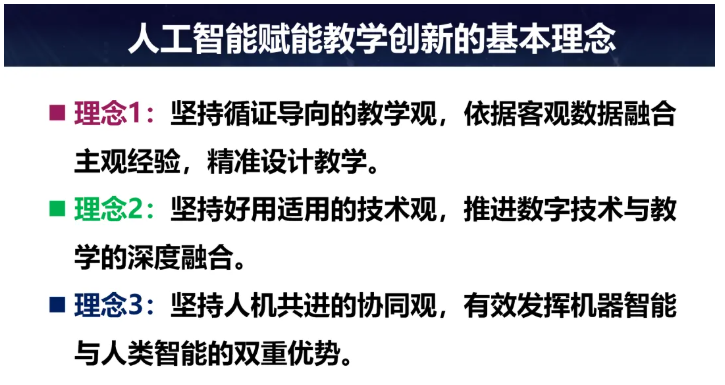 人工智能赋能教学创新的基本理念
■ 理念1：坚持循证导向的教学观，依据客观数据融合
主观经验，精准设计教学。
■ 理念2：坚持好用适用的技术观，推进数字技术与教
学的深度融合。
■ 理念3：坚持人机共进的协同观，有效发挥机器智能
与人类智能的双重优势。